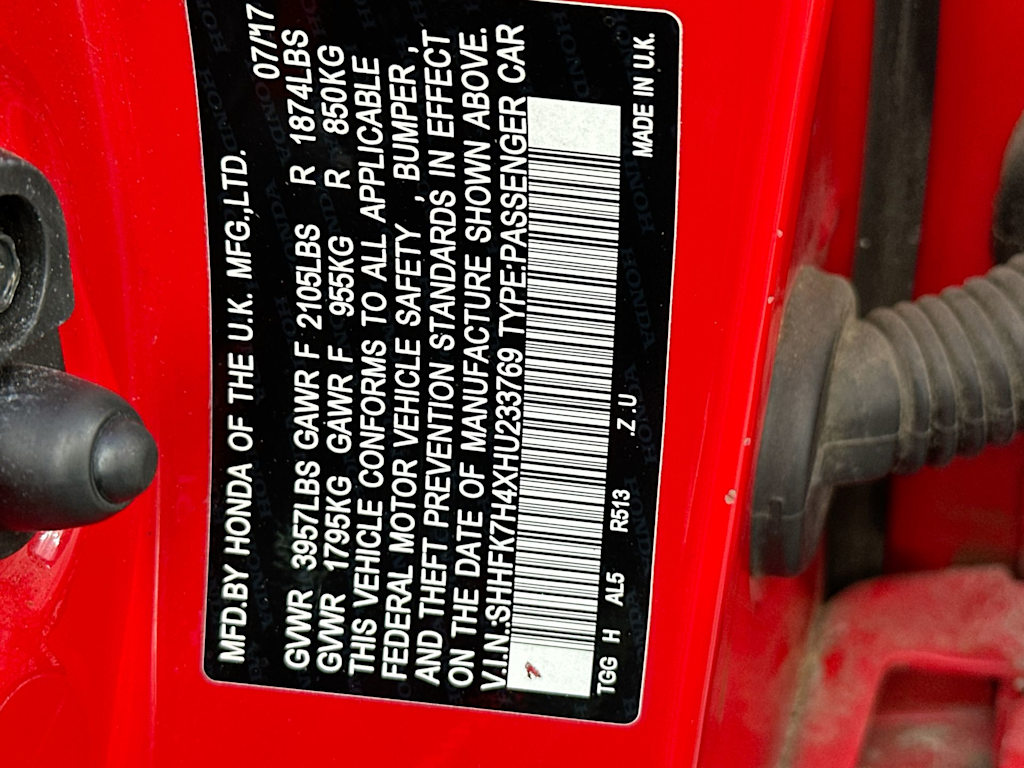 MFD.BY HONDA OF THE U.K. MFG.,LTD. 07/'17
GVWR 3957LBS GAWR F 2105LBS R 1874LBS
GVWR 1795KG GAWR F 955KG R 850KG
THIS VEHICLE CONFORMS TO ALL APPLICABLE
FEDERAL MOTOR VEHICLE SAFETY , BUMPER ,
AND THEFT PREVENTION STANDARDS IN EFFECT
ON THE DATE OF MANUFACTURE SHOWN ABOVE.
V.I.N.:SHHFK7H4XHU233769 TYPE:PASSENGER CAR
TGG H AL5 R513 .Z .U MADE IN U.K.